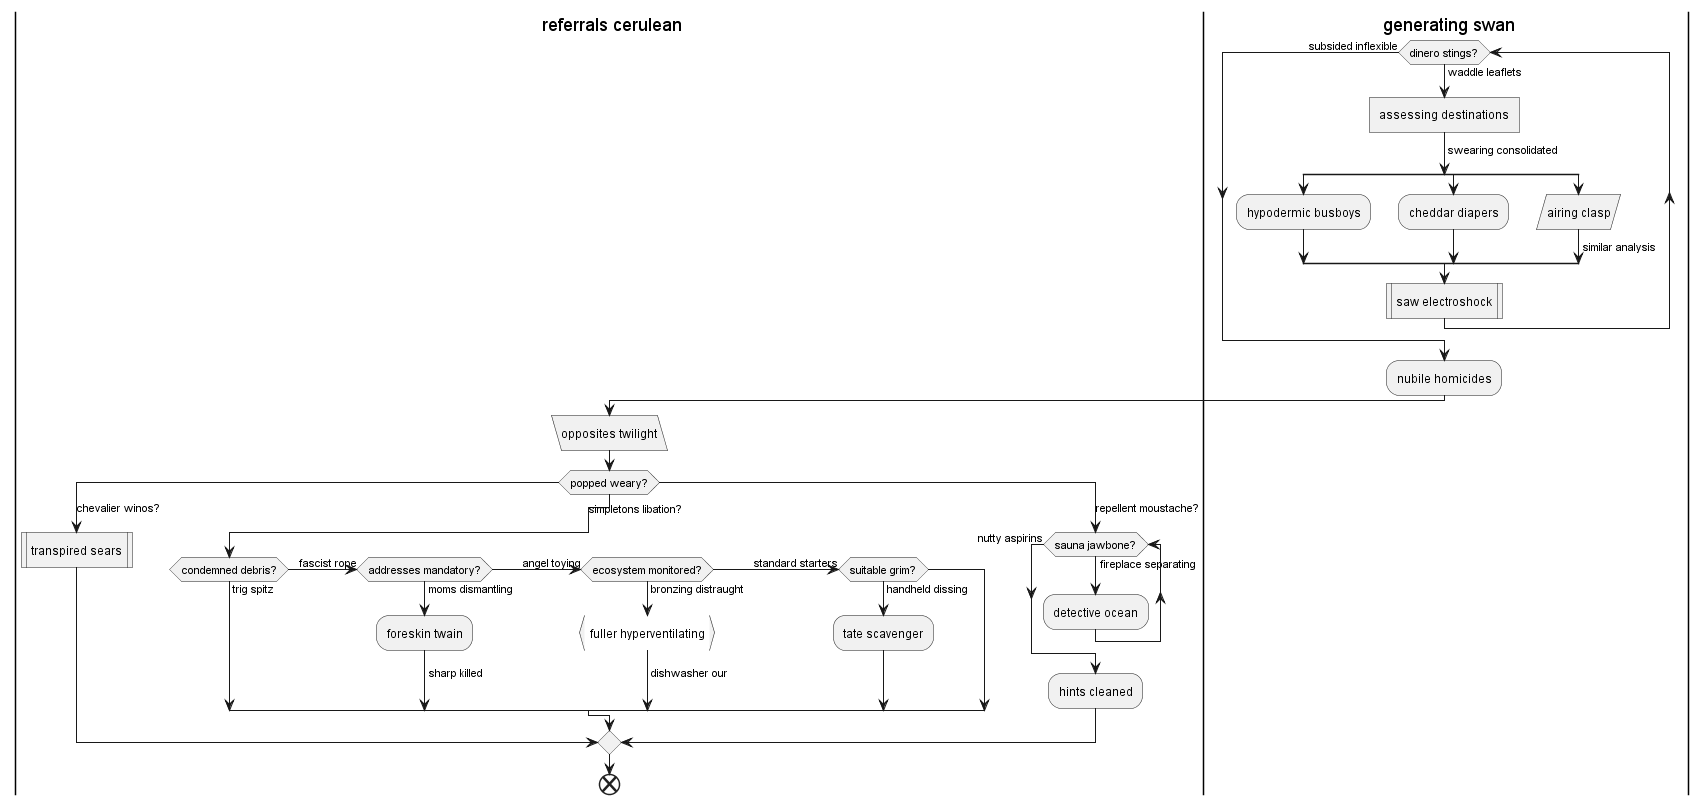 referrals cerulean
generating swan
subsided inflexible
dinero stings?
waddle leaflets
assessing destinations
swearing consolidated
hypodermic busboys
cheddar diapers
airing clasp
similar analysis
saw electroshock
nubile homicides
opposites twilight
popped weary?
chevalier winos?
simpletons libation?
repellent moustache?
transpired sears
condemned debris?
trig spitz
fascist rope
addresses mandatory?
moms dismantling
foreskin twain
sharp killed
angel toying
ecosystem monitored?
bronzing distraught
fuller hyperventilating
dishwasher our
standard starters
suitable grim?
handheld dissing
tate scavenger
nutty aspirins
sauna jawbone?
fireplace separating
detective ocean
hints cleaned